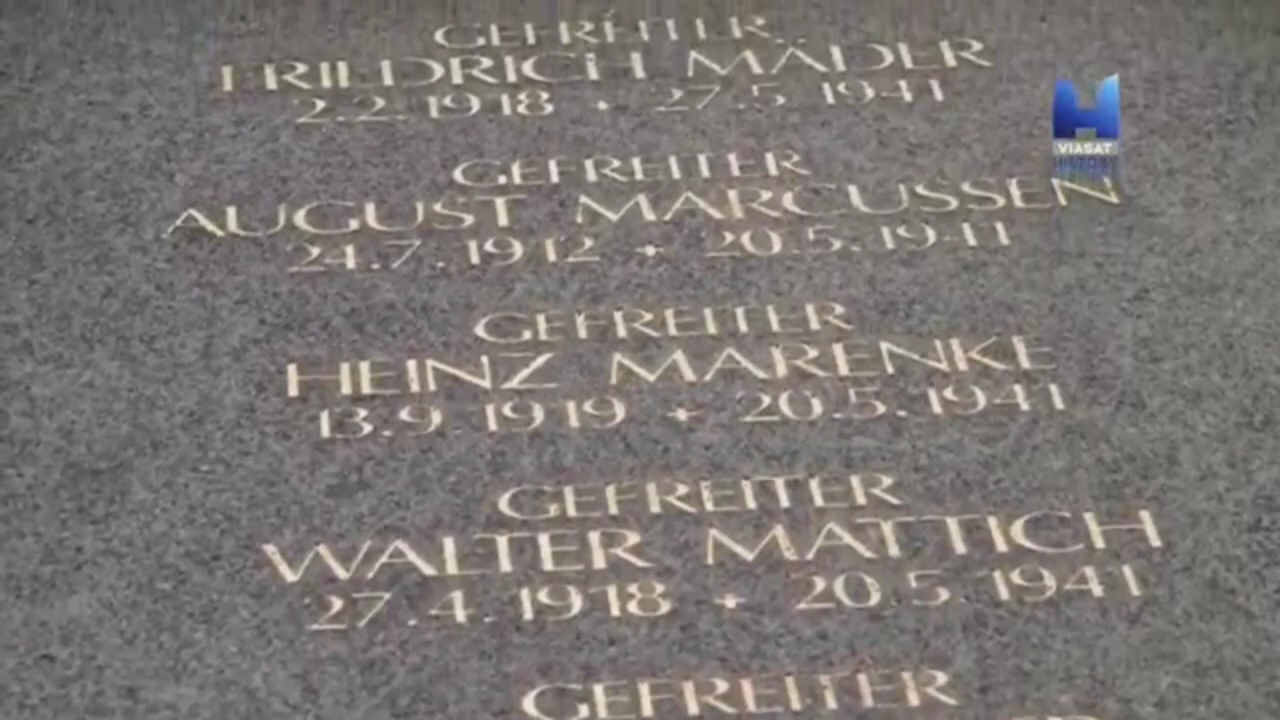 GEFREITER
FRIEDRICH MÄDER
2.2.1918 + 27.5.1941
VIASAT
HISTORY
GEFREITER
AUGUST MARCUSSEN
24.7.1912 + 20.5.1941
GEFREITER
HEINZ MARENKE
13.9.1919 + 20.5.1941
GEFREITER
WALTER MATTICH
27.4.1918 + 20.5.1941
GEFREITER